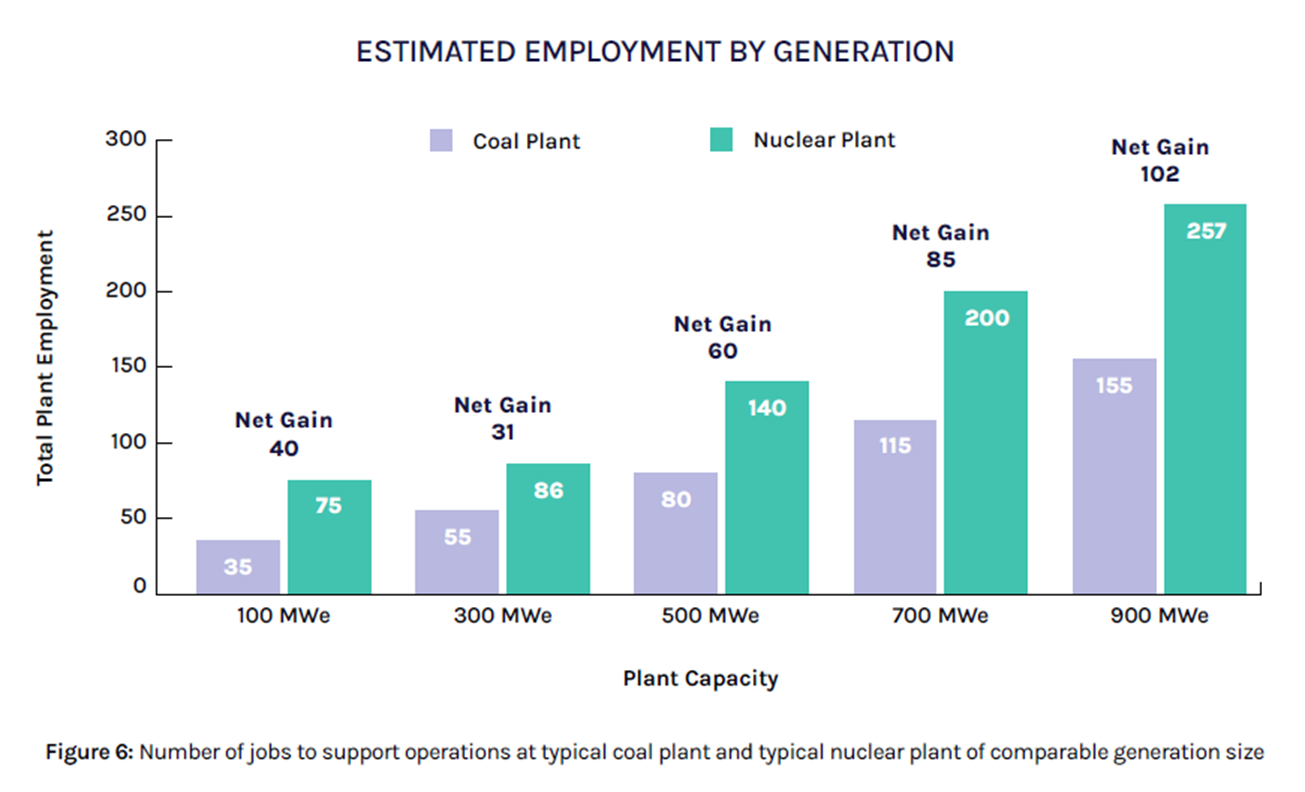 ESTIMATED EMPLOYMENT BY GENERATION
Coal Plant
Nuclear Plant
Total Plant Employment
300
250
200
150
100
50
0
Net Gain
40
35
75
Net Gain
31
55
86
Net Gain
60
80
140
Net Gain
85
115
200
Net Gain
102
155
257
100 MWe
300 MWe
500 MWe
700 MWe
900 MWe
Plant Capacity
Figure 6: Number of jobs to support operations at typical coal plant and typical nuclear plant of comparable generation size